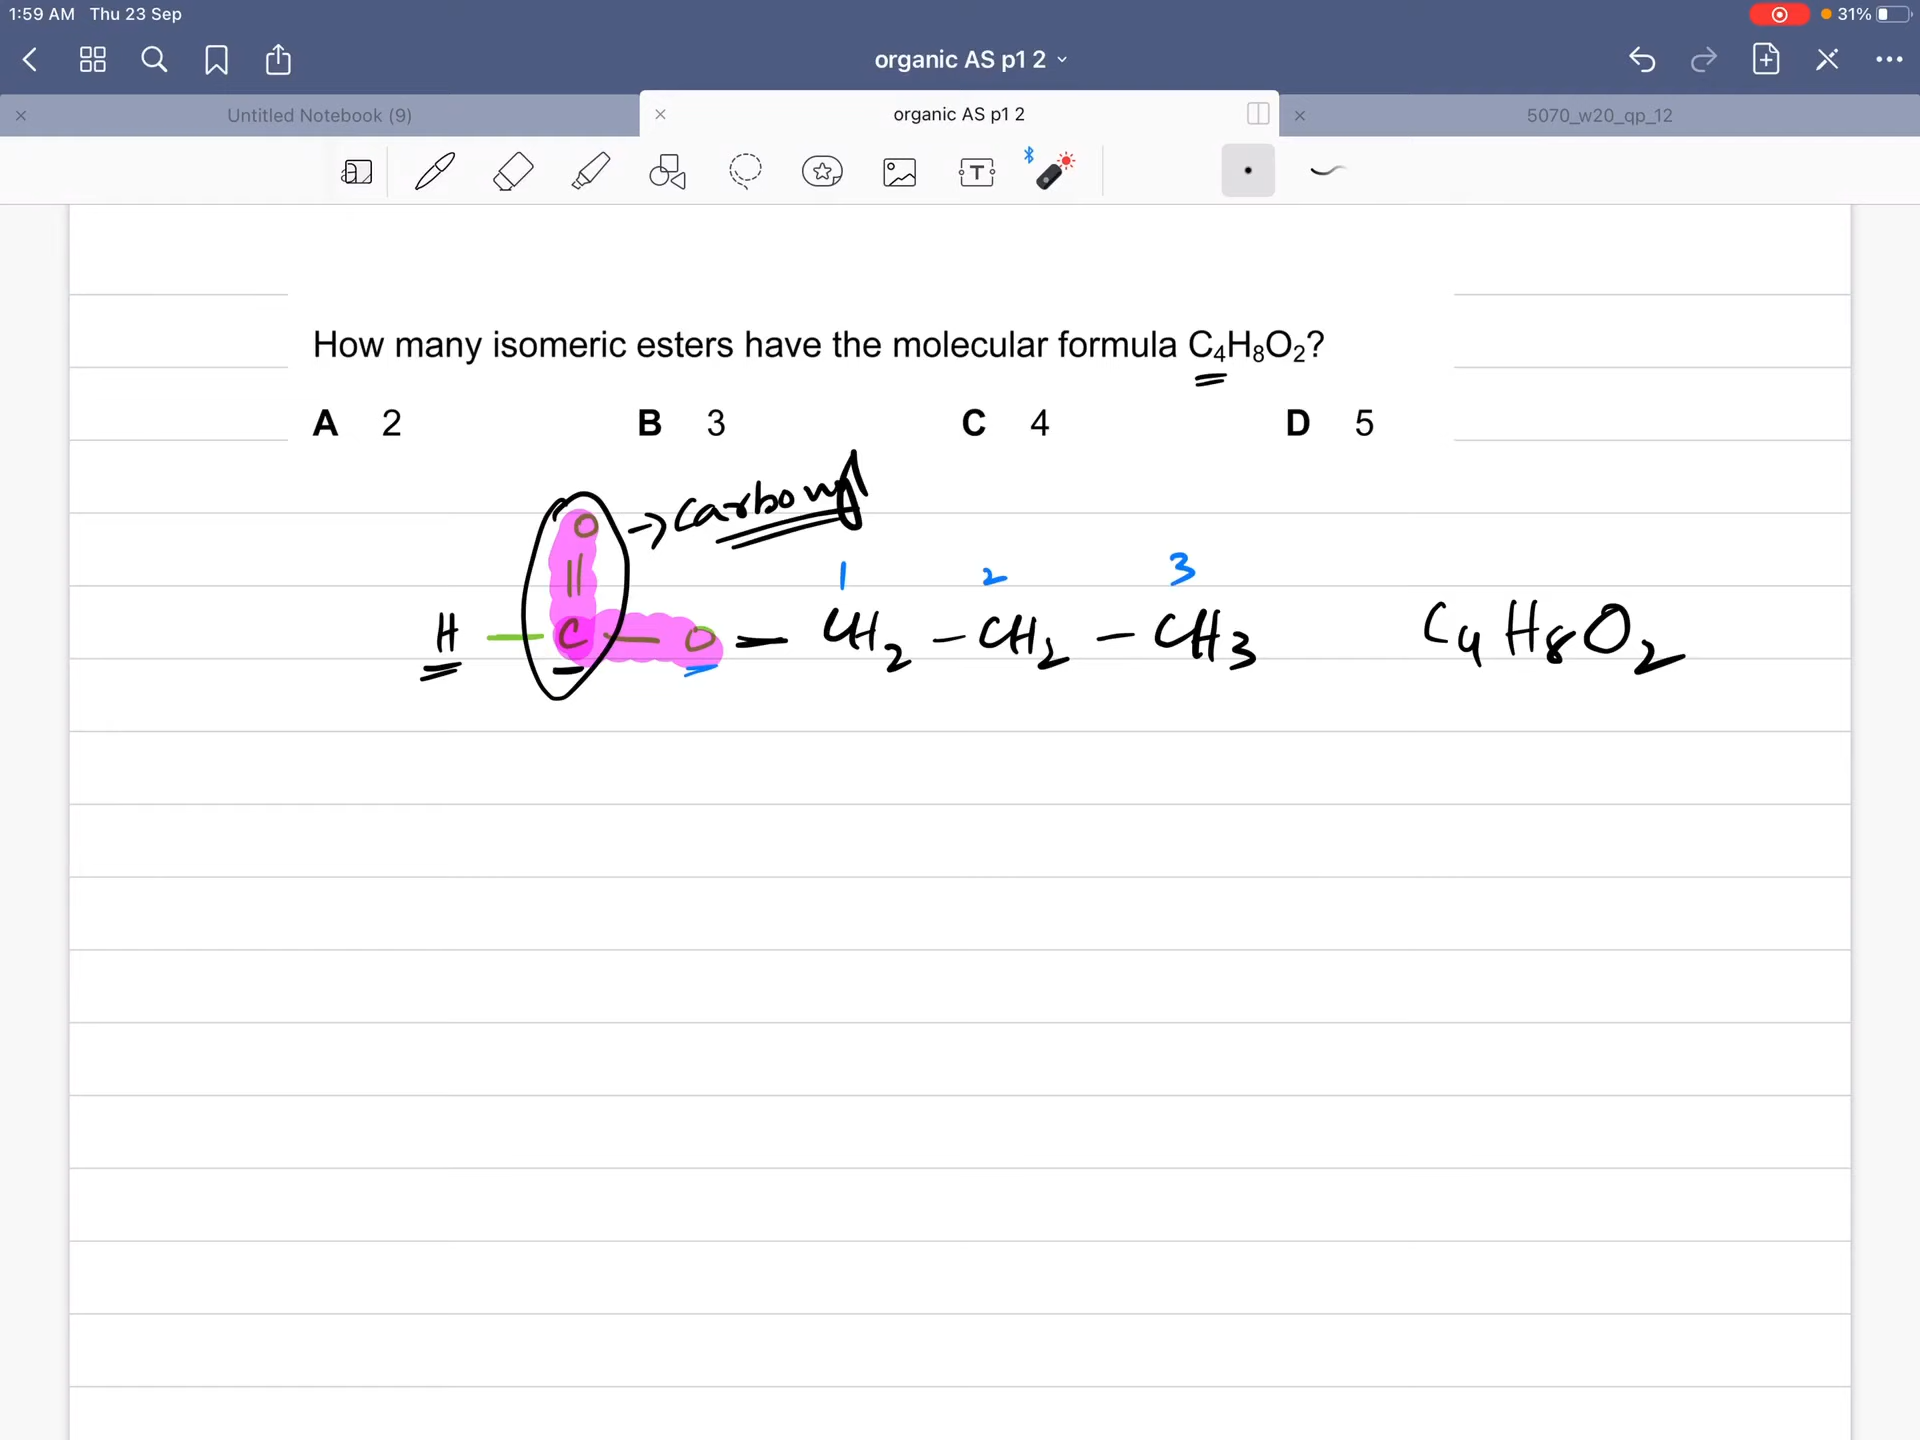 1:59 AM Thu 23 Sep
31%
organic AS p1 2
Untitled Notebook (9)
organic AS p1 2
5070_w20_qp_12
How many isomeric esters have the molecular formula C₄H₈O₂?
A 2 B 3 C 4 D 5
O → carbonyl
||
1 2 3
H — C — O — CH₂ — CH₂ — CH₃ C₄H₈O₂